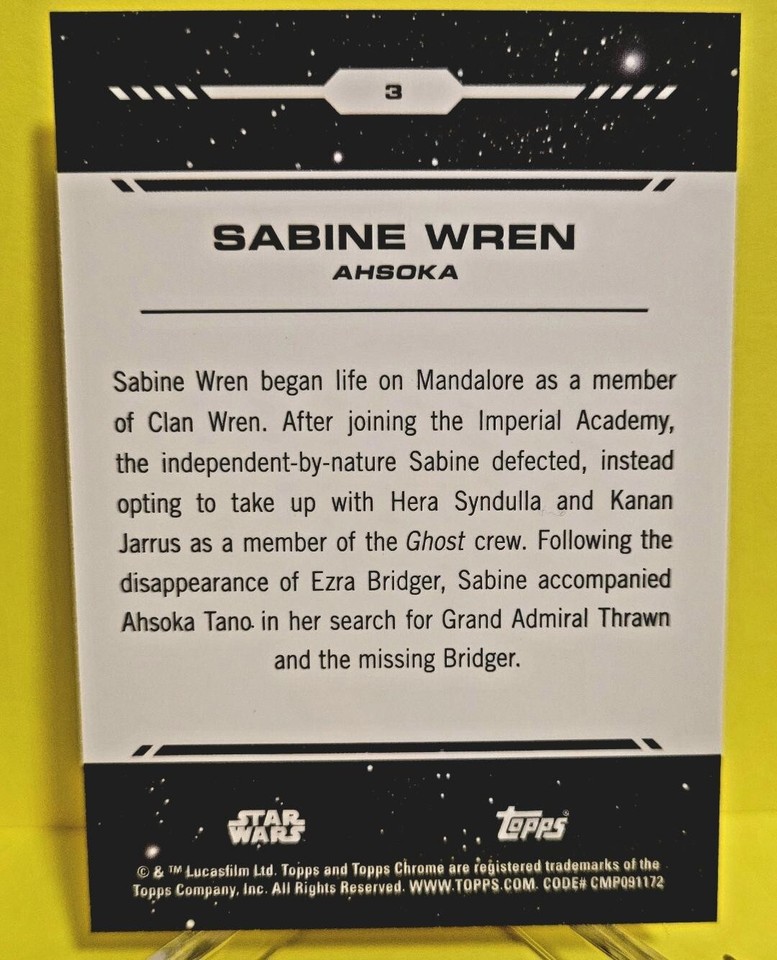 3
SABINE WREN
AHSOKA
Sabine Wren began life on Mandalore as a member
of Clan Wren. After joining the Imperial Academy,
the independent-by-nature Sabine defected, instead
opting to take up with Hera Syndulla and Kanan
Jarrus as a member of the Ghost crew. Following the
disappearance of Ezra Bridger, Sabine accompanied
Ahsoka Tano in her search for Grand Admiral Thrawn
and the missing Bridger.
STAR WARS
topps®
© & ™ Lucasfilm Ltd. Topps and Topps Chrome are registered trademarks of the
Topps Company, Inc. All Rights Reserved. WWW.TOPPS.COM. CODE# CMP091172